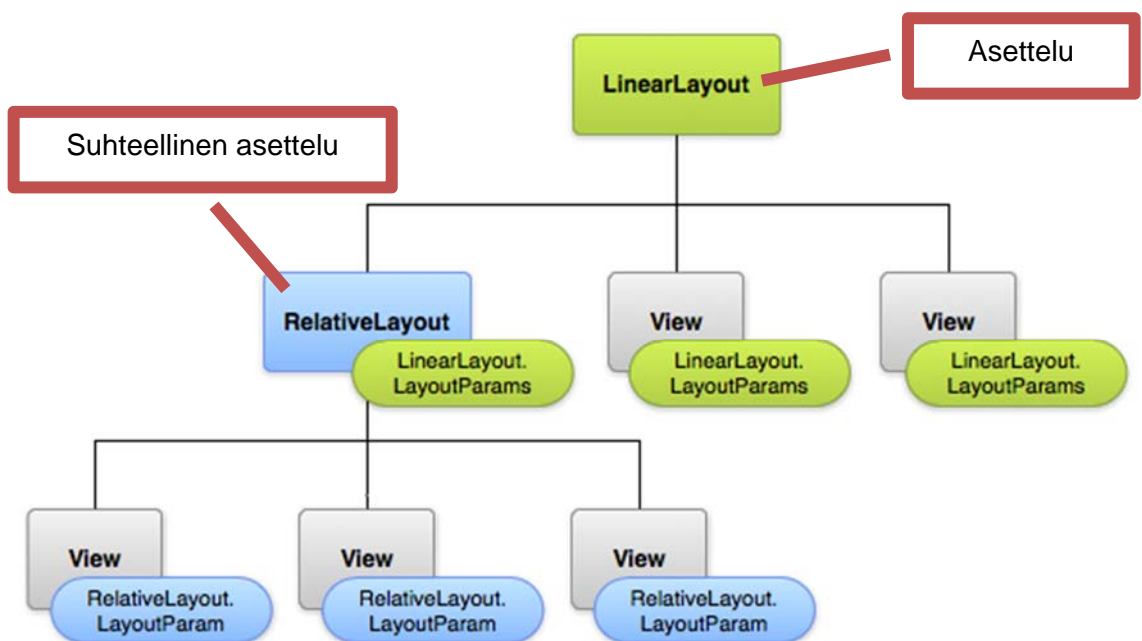 Asettelu
LinearLayout
Suhteellinen asettelu
RelativeLayout
LinearLayout.
LayoutParams
View
LinearLayout.
LayoutParams
View
LinearLayout.
LayoutParams
View
RelativeLayout.
LayoutParam
View
RelativeLayout.
LayoutParam
View
RelativeLayout.
LayoutParam